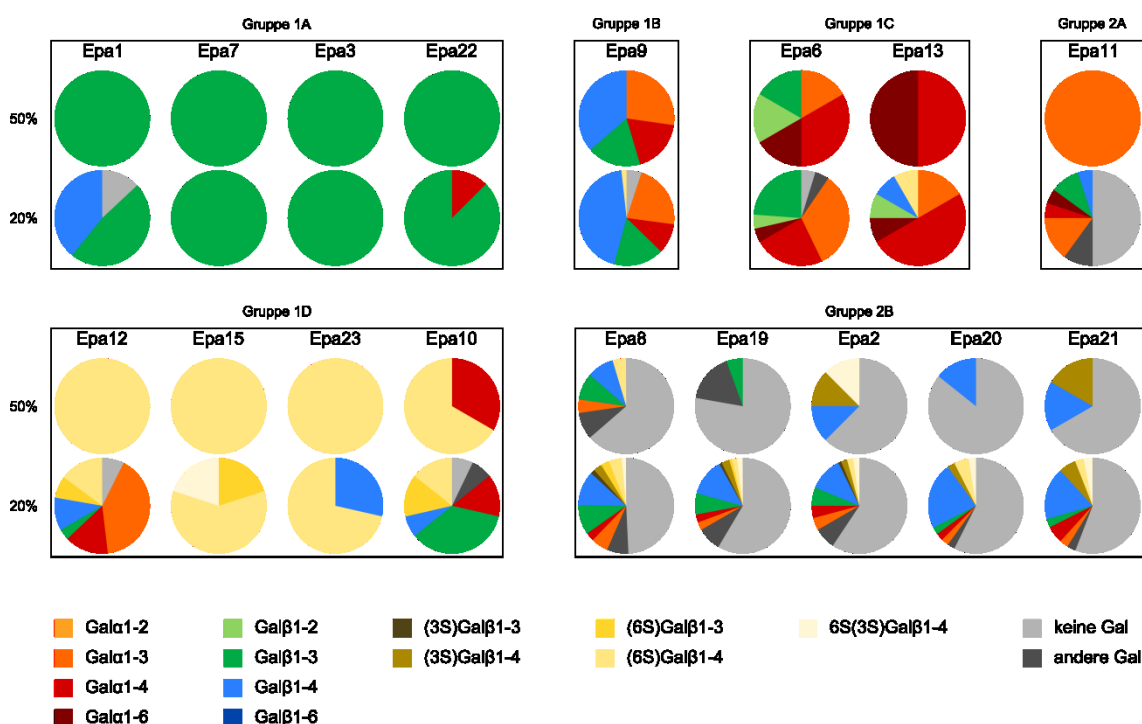 Gruppe 1A Gruppe 1B Gruppe 1C Gruppe 2A
Epa1 Epa7 Epa3 Epa22 Epa9 Epa6 Epa13 Epa11
50%
20%
Gruppe 1D Gruppe 2B
Epa12 Epa15 Epa23 Epa10 Epa8 Epa19 Epa2 Epa20 Epa21
50%
20%
Galα1-2 Galβ1-2 (3S)Galβ1-3 (6S)Galβ1-3 6S(3S)Galβ1-4 keine Gal
Galα1-3 Galβ1-3 (3S)Galβ1-4 (6S)Galβ1-4 andere Gal
Galα1-4 Galβ1-4
Galα1-6 Galβ1-6